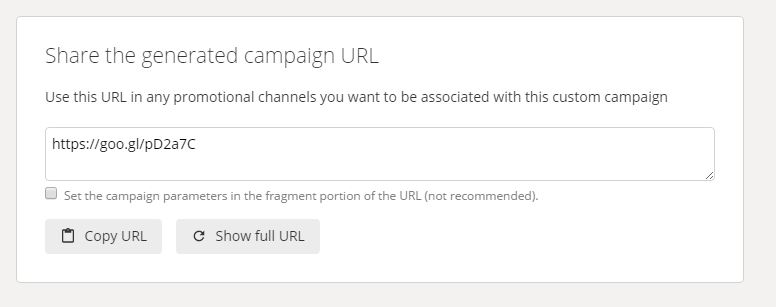 Share the generated campaign URL
Use this URL in any promotional channels you want to be associated with this custom campaign
https://goo.gl/pD2a7C
Set the campaign parameters in the fragment portion of the URL (not recommended).
Copy URL
Show full URL